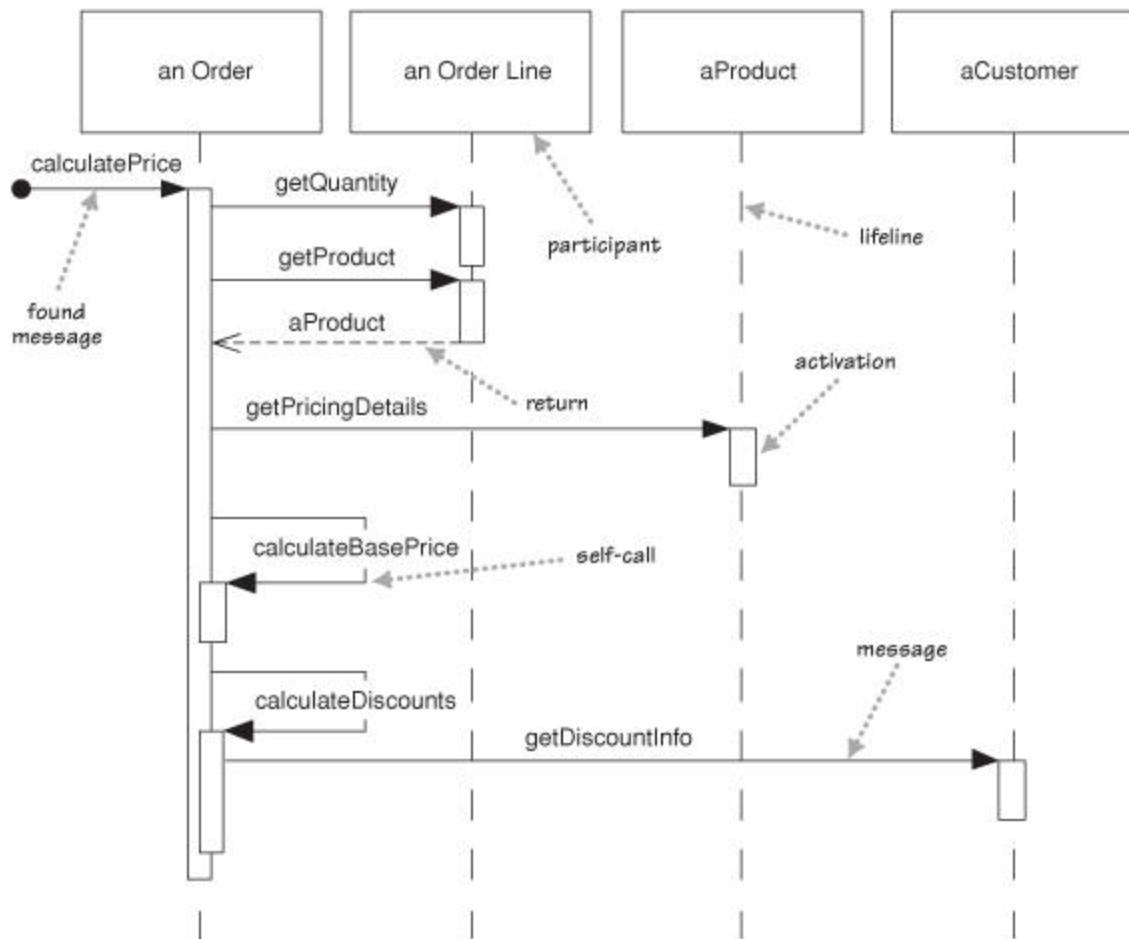 an Order
an Order Line
aProduct
aCustomer
calculatePrice
getQuantity
participant
lifeline
getProduct
found
message
aProduct
activation
return
getPricingDetails
calculateBasePrice
self-call
message
calculateDiscounts
getDiscountInfo